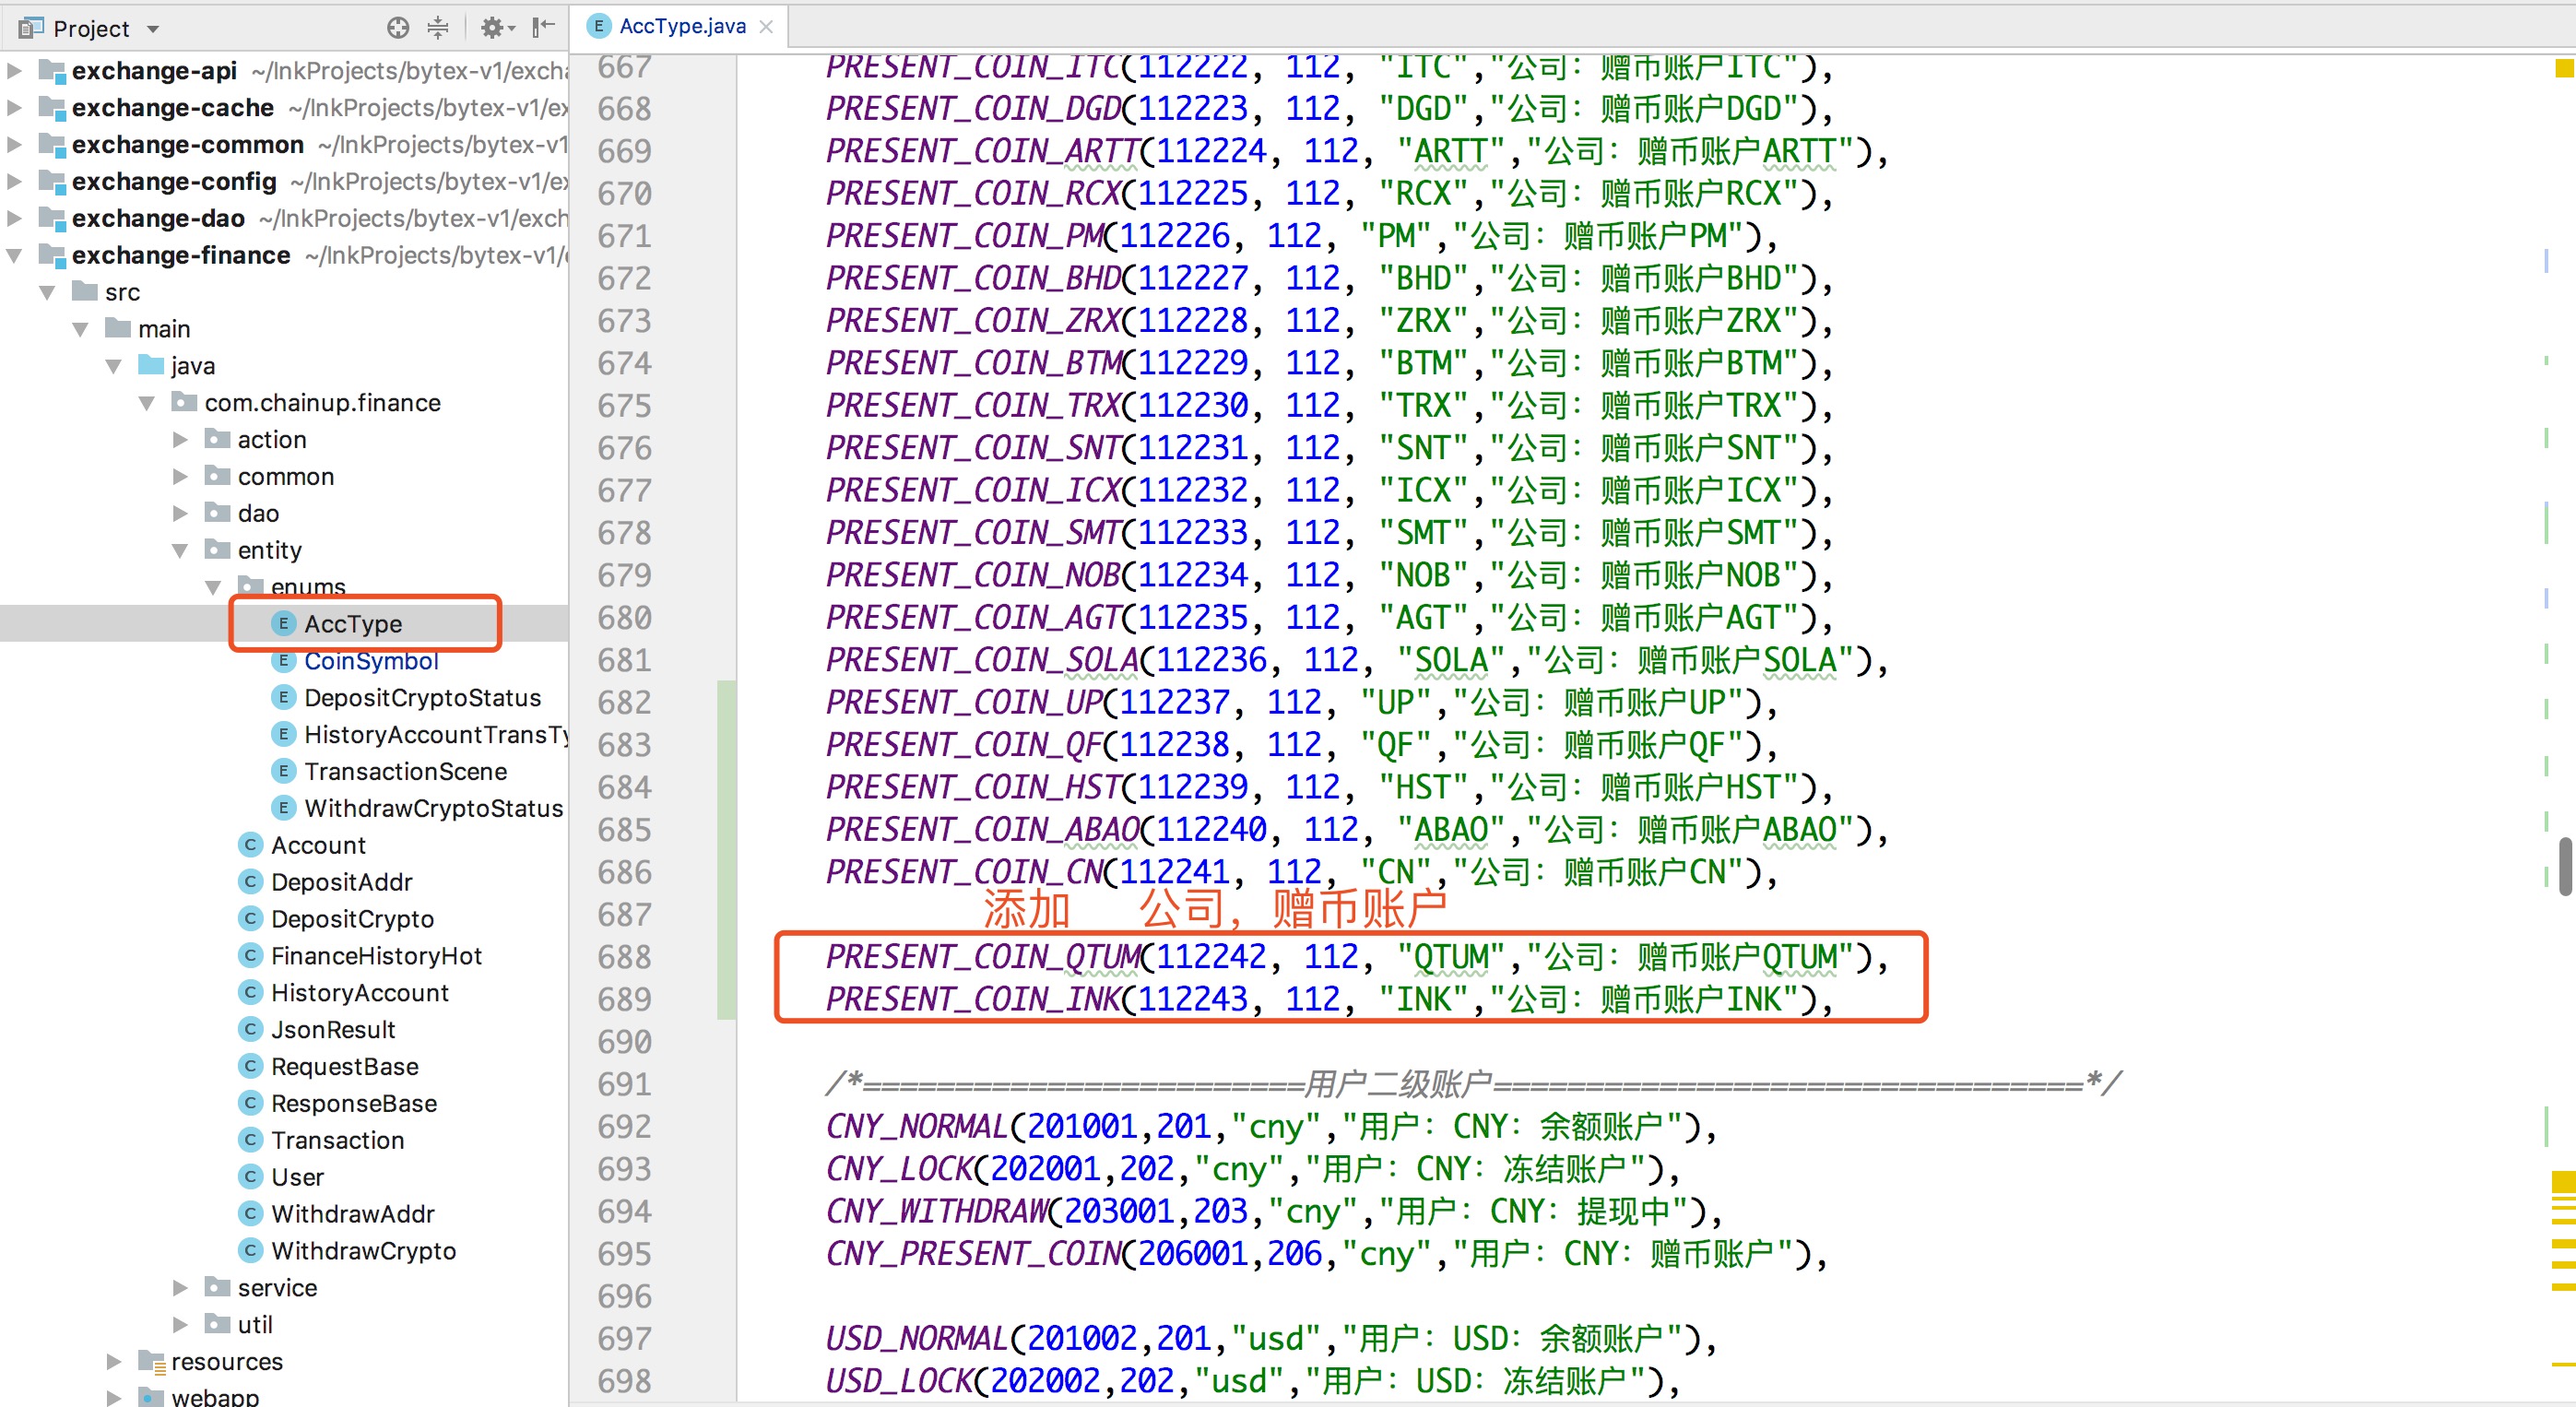 Project
AccType.java
exchange-api ~/InkProjects/bytex-v1/excha
exchange-cache ~/InkProjects/bytex-v1/ex
exchange-common ~/InkProjects/bytex-v1
exchange-config ~/InkProjects/bytex-v1/ex
exchange-dao ~/InkProjects/bytex-v1/exch
exchange-finance ~/InkProjects/bytex-v1/
src
main
java
com.chainup.finance
action
common
dao
entity
enums
AccType
CoinSymbol
DepositCryptoStatus
HistoryAccountTransTy
TransactionScene
WithdrawCryptoStatus
Account
DepositAddr
DepositCrypto
FinanceHistoryHot
HistoryAccount
JsonResult
RequestBase
ResponseBase
Transaction
User
WithdrawAddr
WithdrawCrypto
service
util
resources
webapp
667 PRESENT_COIN_ITC(112222, 112, "ITC","公司：赠币账户ITC"),
668 PRESENT_COIN_DGD(112223, 112, "DGD","公司：赠币账户DGD"),
669 PRESENT_COIN_ARTT(112224, 112, "ARTT","公司：赠币账户ARTT"),
670 PRESENT_COIN_RCX(112225, 112, "RCX","公司：赠币账户RCX"),
671 PRESENT_COIN_PM(112226, 112, "PM","公司：赠币账户PM"),
672 PRESENT_COIN_BHD(112227, 112, "BHD","公司：赠币账户BHD"),
673 PRESENT_COIN_ZRX(112228, 112, "ZRX","公司：赠币账户ZRX"),
674 PRESENT_COIN_BTM(112229, 112, "BTM","公司：赠币账户BTM"),
675 PRESENT_COIN_TRX(112230, 112, "TRX","公司：赠币账户TRX"),
676 PRESENT_COIN_SNT(112231, 112, "SNT","公司：赠币账户SNT"),
677 PRESENT_COIN_ICX(112232, 112, "ICX","公司：赠币账户ICX"),
678 PRESENT_COIN_SMT(112233, 112, "SMT","公司：赠币账户SMT"),
679 PRESENT_COIN_NOB(112234, 112, "NOB","公司：赠币账户NOB"),
680 PRESENT_COIN_AGT(112235, 112, "AGT","公司：赠币账户AGT"),
681 PRESENT_COIN_SOLA(112236, 112, "SOLA","公司：赠币账户SOLA"),
682 PRESENT_COIN_UP(112237, 112, "UP","公司：赠币账户UP"),
683 PRESENT_COIN_QF(112238, 112, "QF","公司：赠币账户QF"),
684 PRESENT_COIN_HST(112239, 112, "HST","公司：赠币账户HST"),
685 PRESENT_COIN_ABAO(112240, 112, "ABAO","公司：赠币账户ABAO"),
686 PRESENT_COIN_CN(112241, 112, "CN","公司：赠币账户CN"),
687 添加 公司，赠币账户
688 PRESENT_COIN_QTUM(112242, 112, "QTUM","公司：赠币账户QTUM"),
689 PRESENT_COIN_INK(112243, 112, "INK","公司：赠币账户INK"),
690
691 /*========================用户二级账户================================*/
692 CNY_NORMAL(201001,201,"cny","用户：CNY：余额账户"),
693 CNY_LOCK(202001,202,"cny","用户：CNY：冻结账户"),
694 CNY_WITHDRAW(203001,203,"cny","用户：CNY：提现中"),
695 CNY_PRESENT_COIN(206001,206,"cny","用户：CNY：赠币账户"),
696
697 USD_NORMAL(201002,201,"usd","用户：USD：余额账户"),
698 USD_LOCK(202002,202,"usd","用户：USD：冻结账户"),